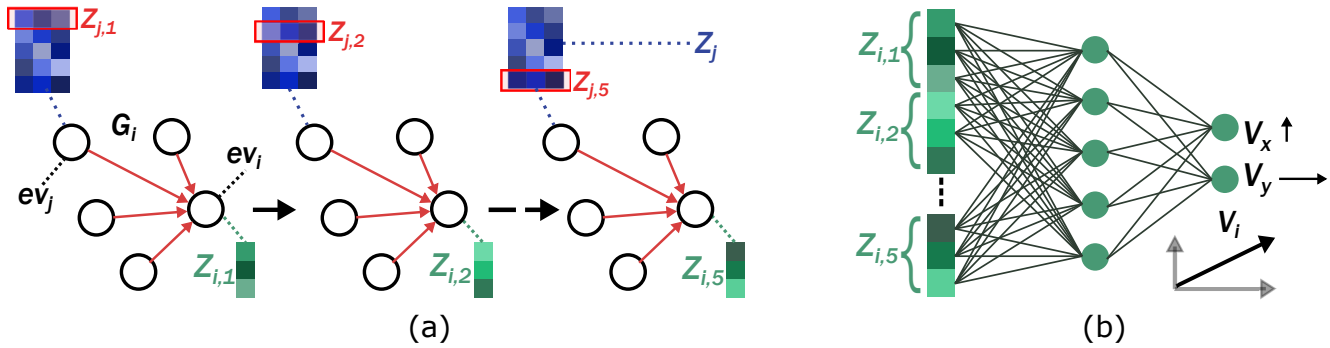 Z_{j,1}
Z_{j,2}
Z_j
Z_{j,5}
G_i
ev_j
ev_i
Z_{i,1}
Z_{i,2}
Z_{i,5}
(a)
Z_{i,1}
Z_{i,2}
Z_{i,5}
V_x
V_y
V_i
(b)